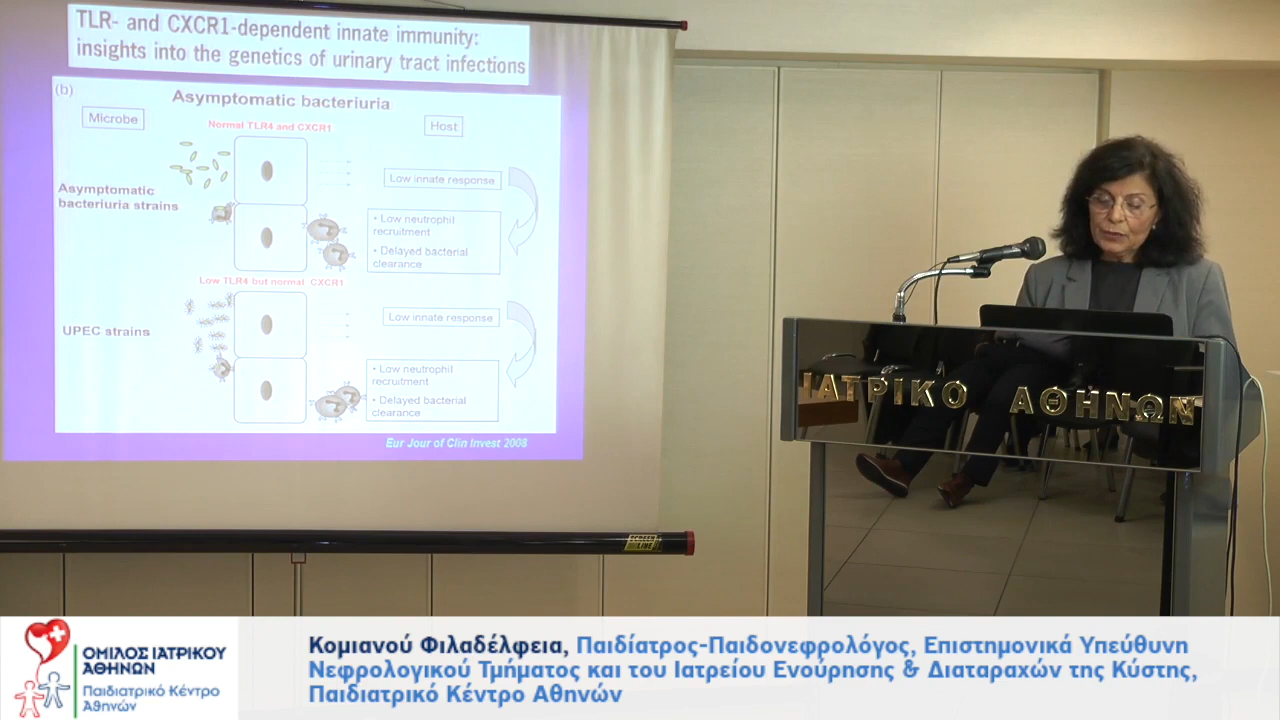 TLR- and CXCR1-dependent innate immunity:
insights into the genetics of urinary tract infections
(b)
Asymptomatic bacteriuria
Microbe
Host
Normal TLR4 and CXCR1
Asymptomatic
bacteriuria strains
Low innate response
• Low neutrophil
recruitment
• Delayed bacterial
clearance
Low TLR4 but normal CXCR1
UPEC strains
Low innate response
• Low neutrophil
recruitment
• Delayed bacterial
clearance
Eur Jour of Clin Invest 2008
ΙΑΤΡΙΚΟ ΑΘΗΝΩΝ
ΟΜΙΛΟΣ ΙΑΤΡΙΚΟΥ
ΑΘΗΝΩΝ
Παιδιατρικό Κέντρο
Αθηνών
Κομιανού Φιλαδέλφεια, Παιδίατρος-Παιδονεφρολόγος, Επιστημονικά Υπεύθυνη
Νεφρολογικού Τμήματος και του Ιατρείου Ενούρησης & Διαταραχών της Κύστης,
Παιδιατρικό Κέντρο Αθηνών